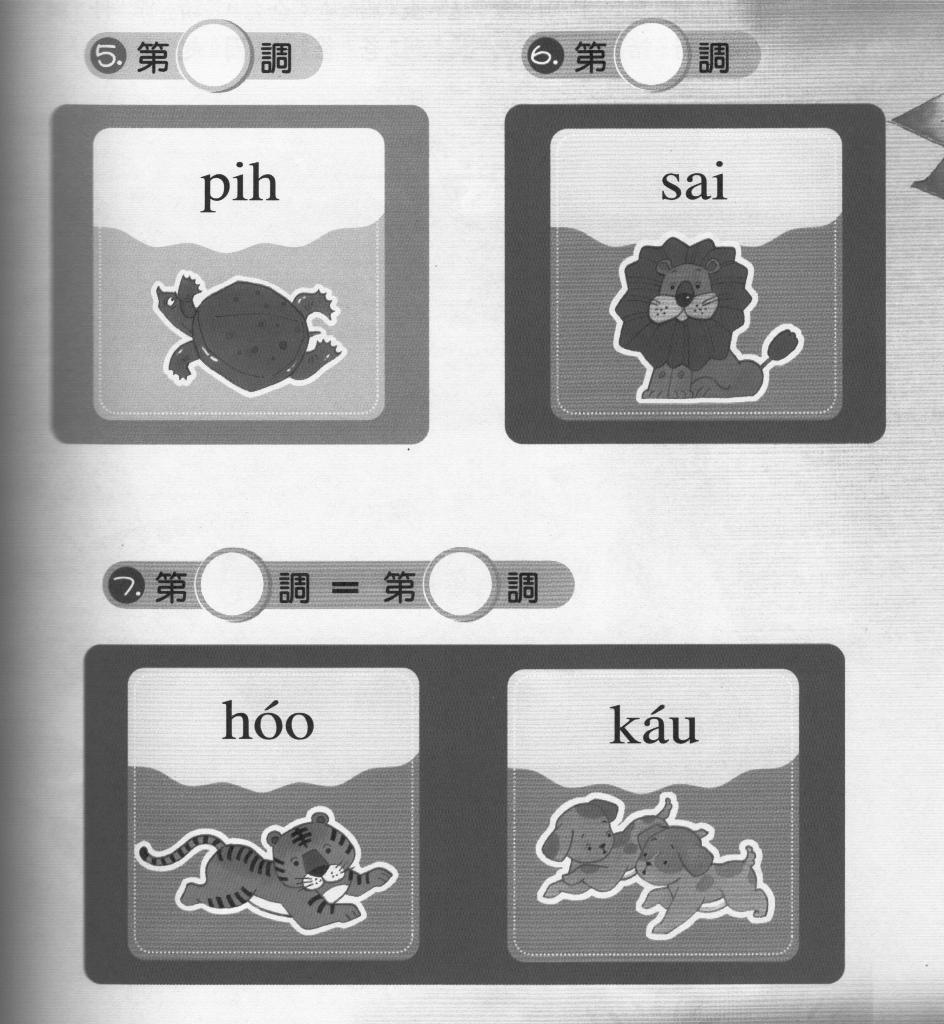 5. 第 調
6. 第 調
pih
sai
7. 第 調 = 第 調
hóo
káu